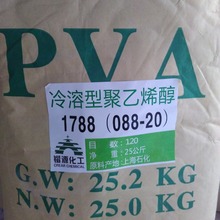 PVA
冷溶型聚乙烯醇
1788 (088-20)
目 数：120
净 重：25公斤
原料产地：上海石化
福源化工
G.W: 25.2 KG
N.W: 25.0 KG